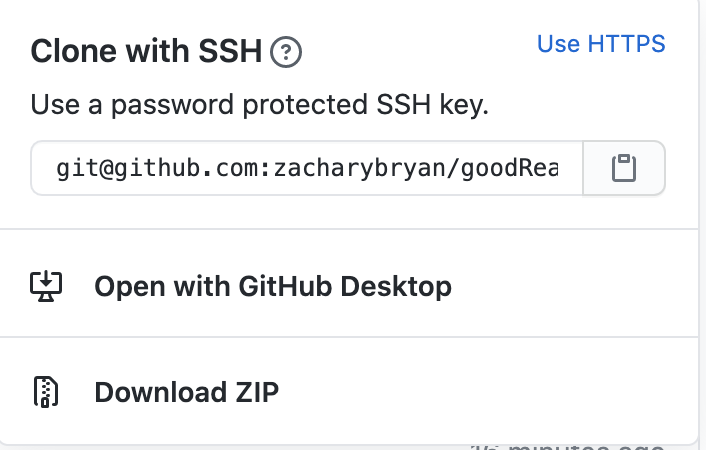 Clone with SSH
Use HTTPS
Use a password protected SSH key.
git@github.com:zacharybryan/goodRea
Open with GitHub Desktop
Download ZIP
minutes ago